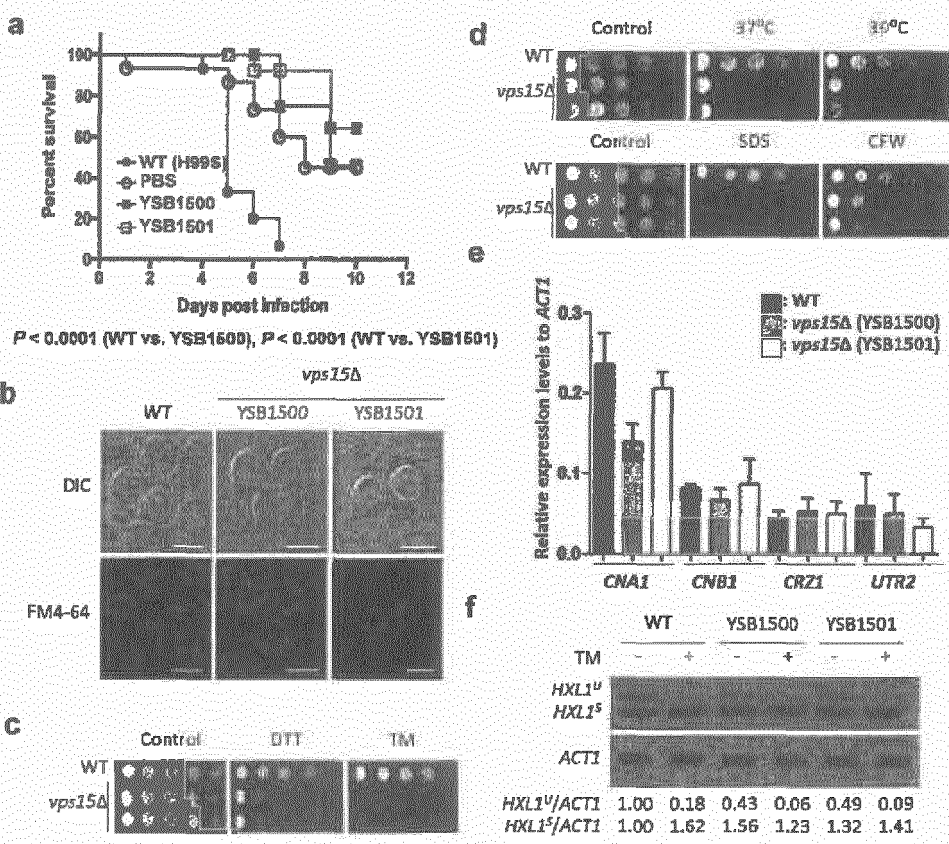 a
Percent survival
100
80
60
40
20
0
0 2 4 6 8 10 12
Days post infection
WT (H99S)
PBS
YSB1500
YSB1501
P < 0.0001 (WT vs. YSB1500), P < 0.0001 (WT vs. YSB1501)
b
vps15Δ
WT YSB1500 YSB1501
DIC
FM4-64
c
Control DTT TM
WT
vps15Δ
d
Control 37°C 39°C
WT
vps15Δ
Control SDS CFW
WT
vps15Δ
e
Relative expression levels to ACT1
0.3
0.2
0.1
0.0
: WT
: vps15Δ (YSB1500)
: vps15Δ (YSB1501)
CNA1 CNB1 CRZ1 UTR2
f
WT YSB1500 YSB1501
TM - + - + - +
HXL1ᵁ
HXL1ˢ
ACT1
HXL1ᵁ/ACT1 1.00 0.18 0.43 0.06 0.49 0.09
HXL1ˢ/ACT1 1.00 1.62 1.56 1.23 1.32 1.41